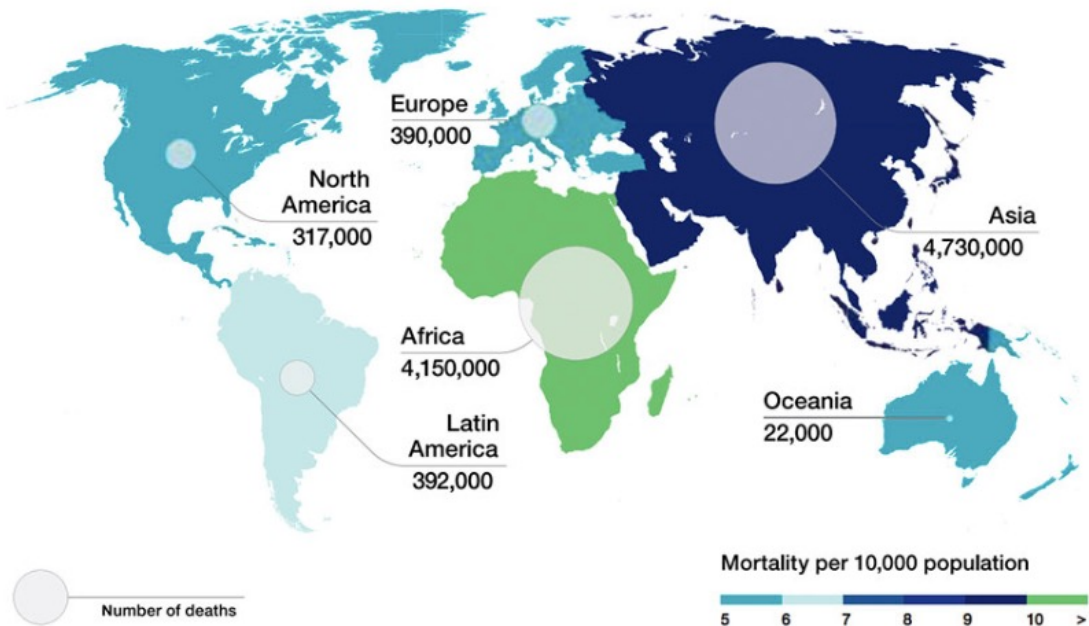 Europe
390,000
North
America
317,000
Asia
4,730,000
Africa
4,150,000
Oceania
22,000
Latin
America
392,000
Mortality per 10,000 population
Number of deaths
5 6 7 8 9 10 >